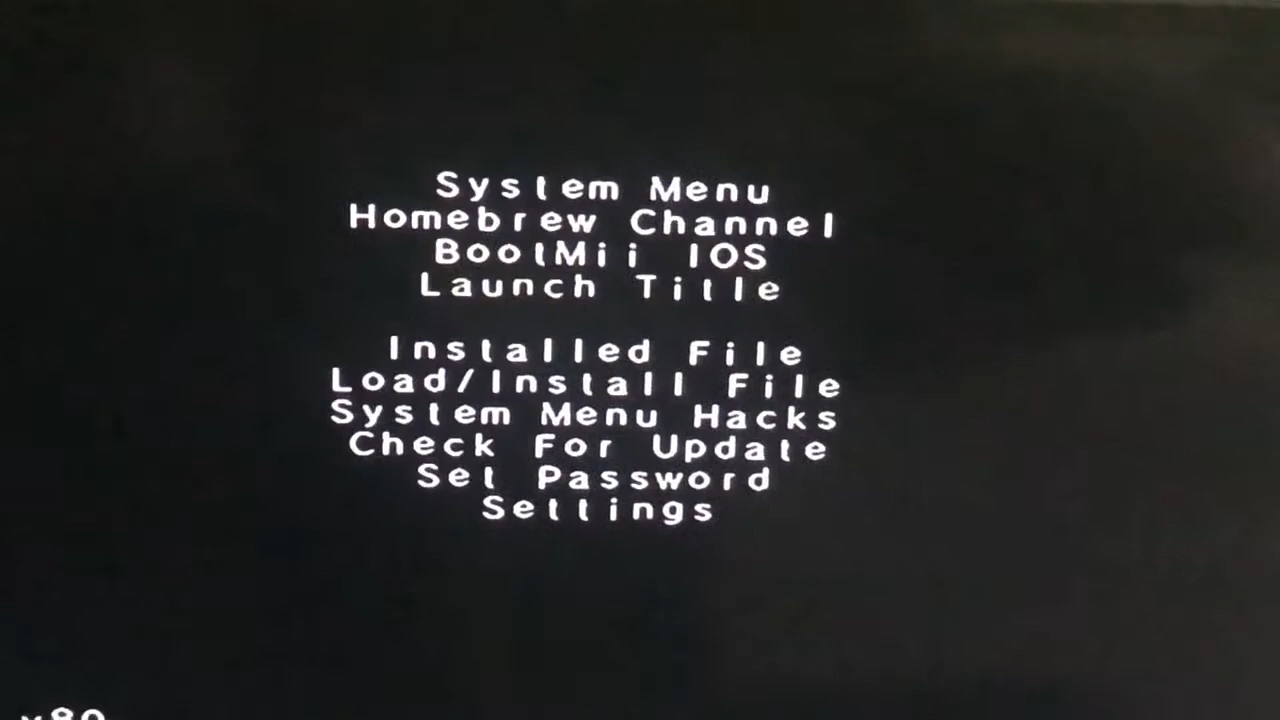 System Menu
Homebrew Channel
BootMii IOS
Launch Title
Installed File
Load/Install File
System Menu Hacks
Check For Update
Set Password
Settings